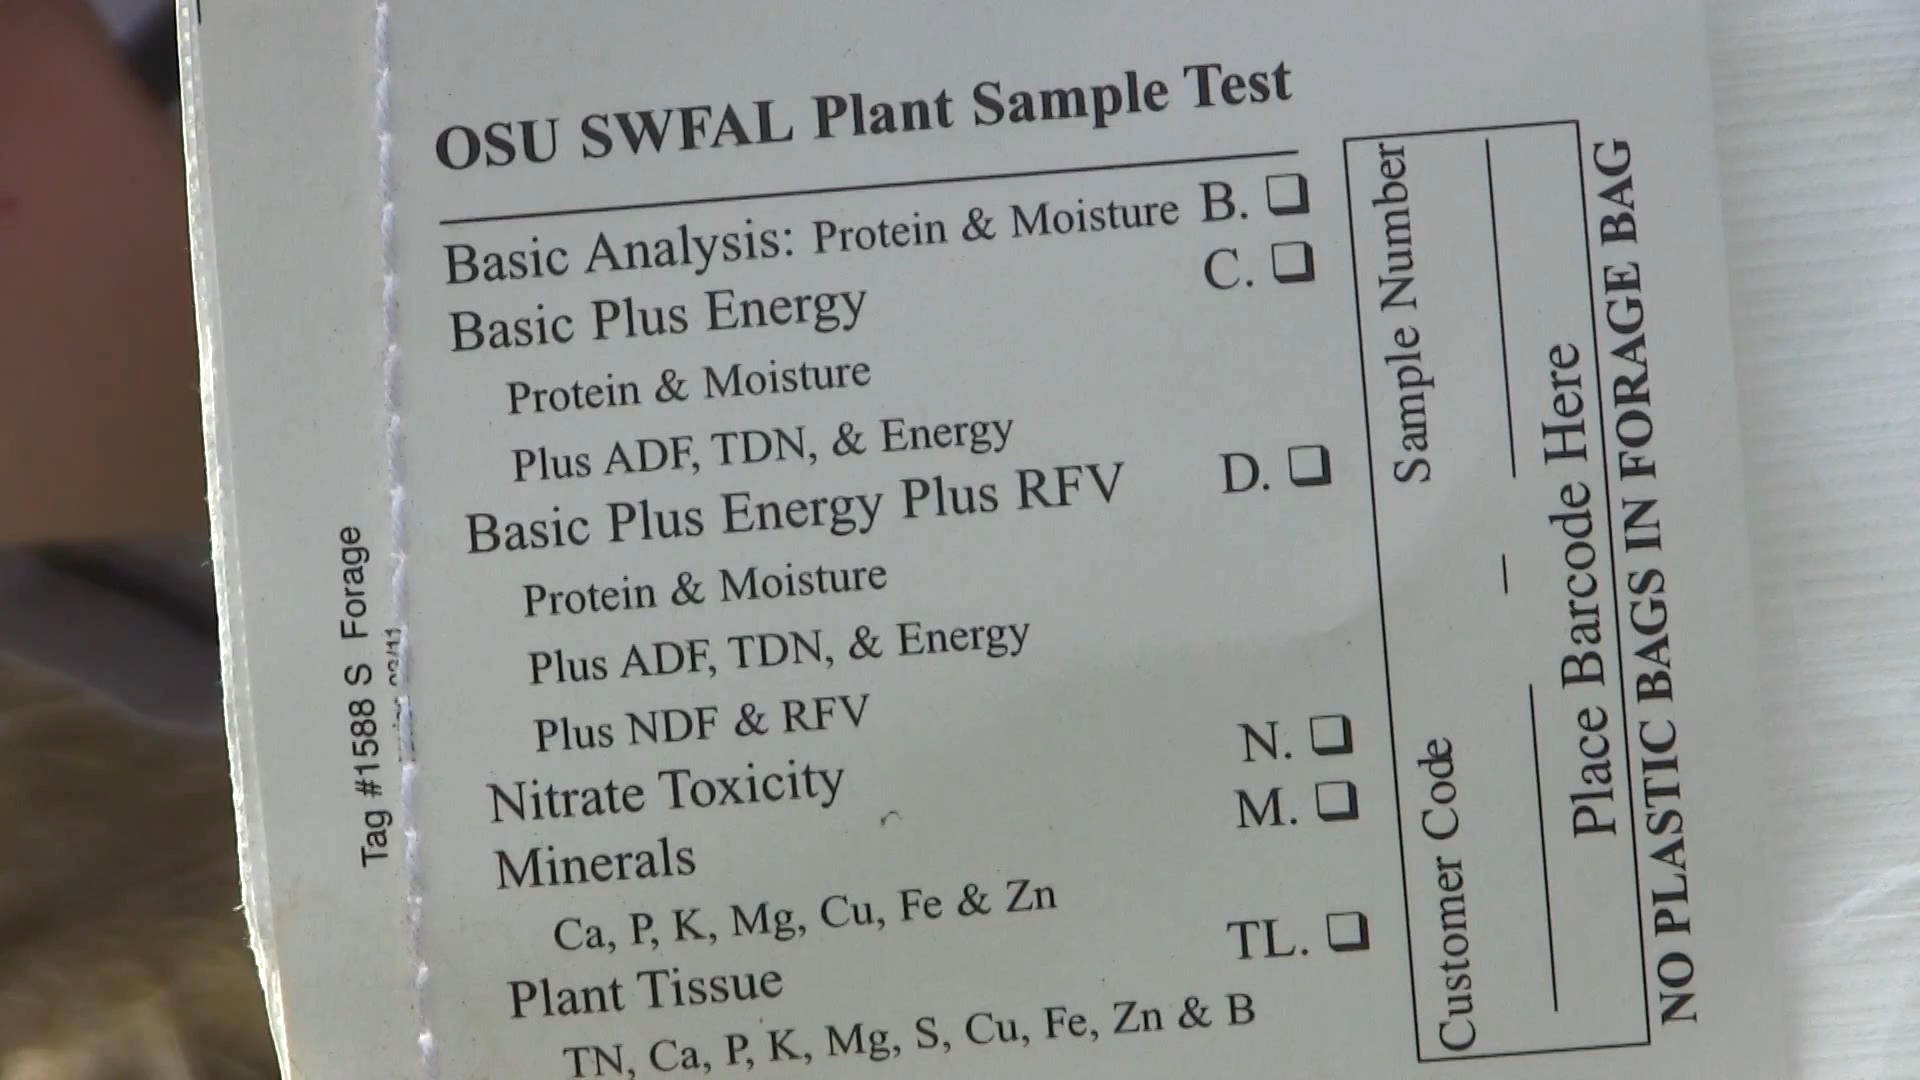 OSU SWFAL Plant Sample Test
Basic Analysis: Protein & Moisture B. ❏
Basic Plus Energy C. ❏
Protein & Moisture
Plus ADF, TDN, & Energy
Basic Plus Energy Plus RFV D. ❏
Protein & Moisture
Plus ADF, TDN, & Energy
Plus NDF & RFV
Nitrate Toxicity N. ❏
Minerals M. ❏
Ca, P, K, Mg, Cu, Fe & Zn
Plant Tissue TL. ❏
TN, Ca, P, K, Mg, S, Cu, Fe, Zn & B
Customer Code Sample Number
Place Barcode Here
NO PLASTIC BAGS IN FORAGE BAG
Tag #1588 S Forage